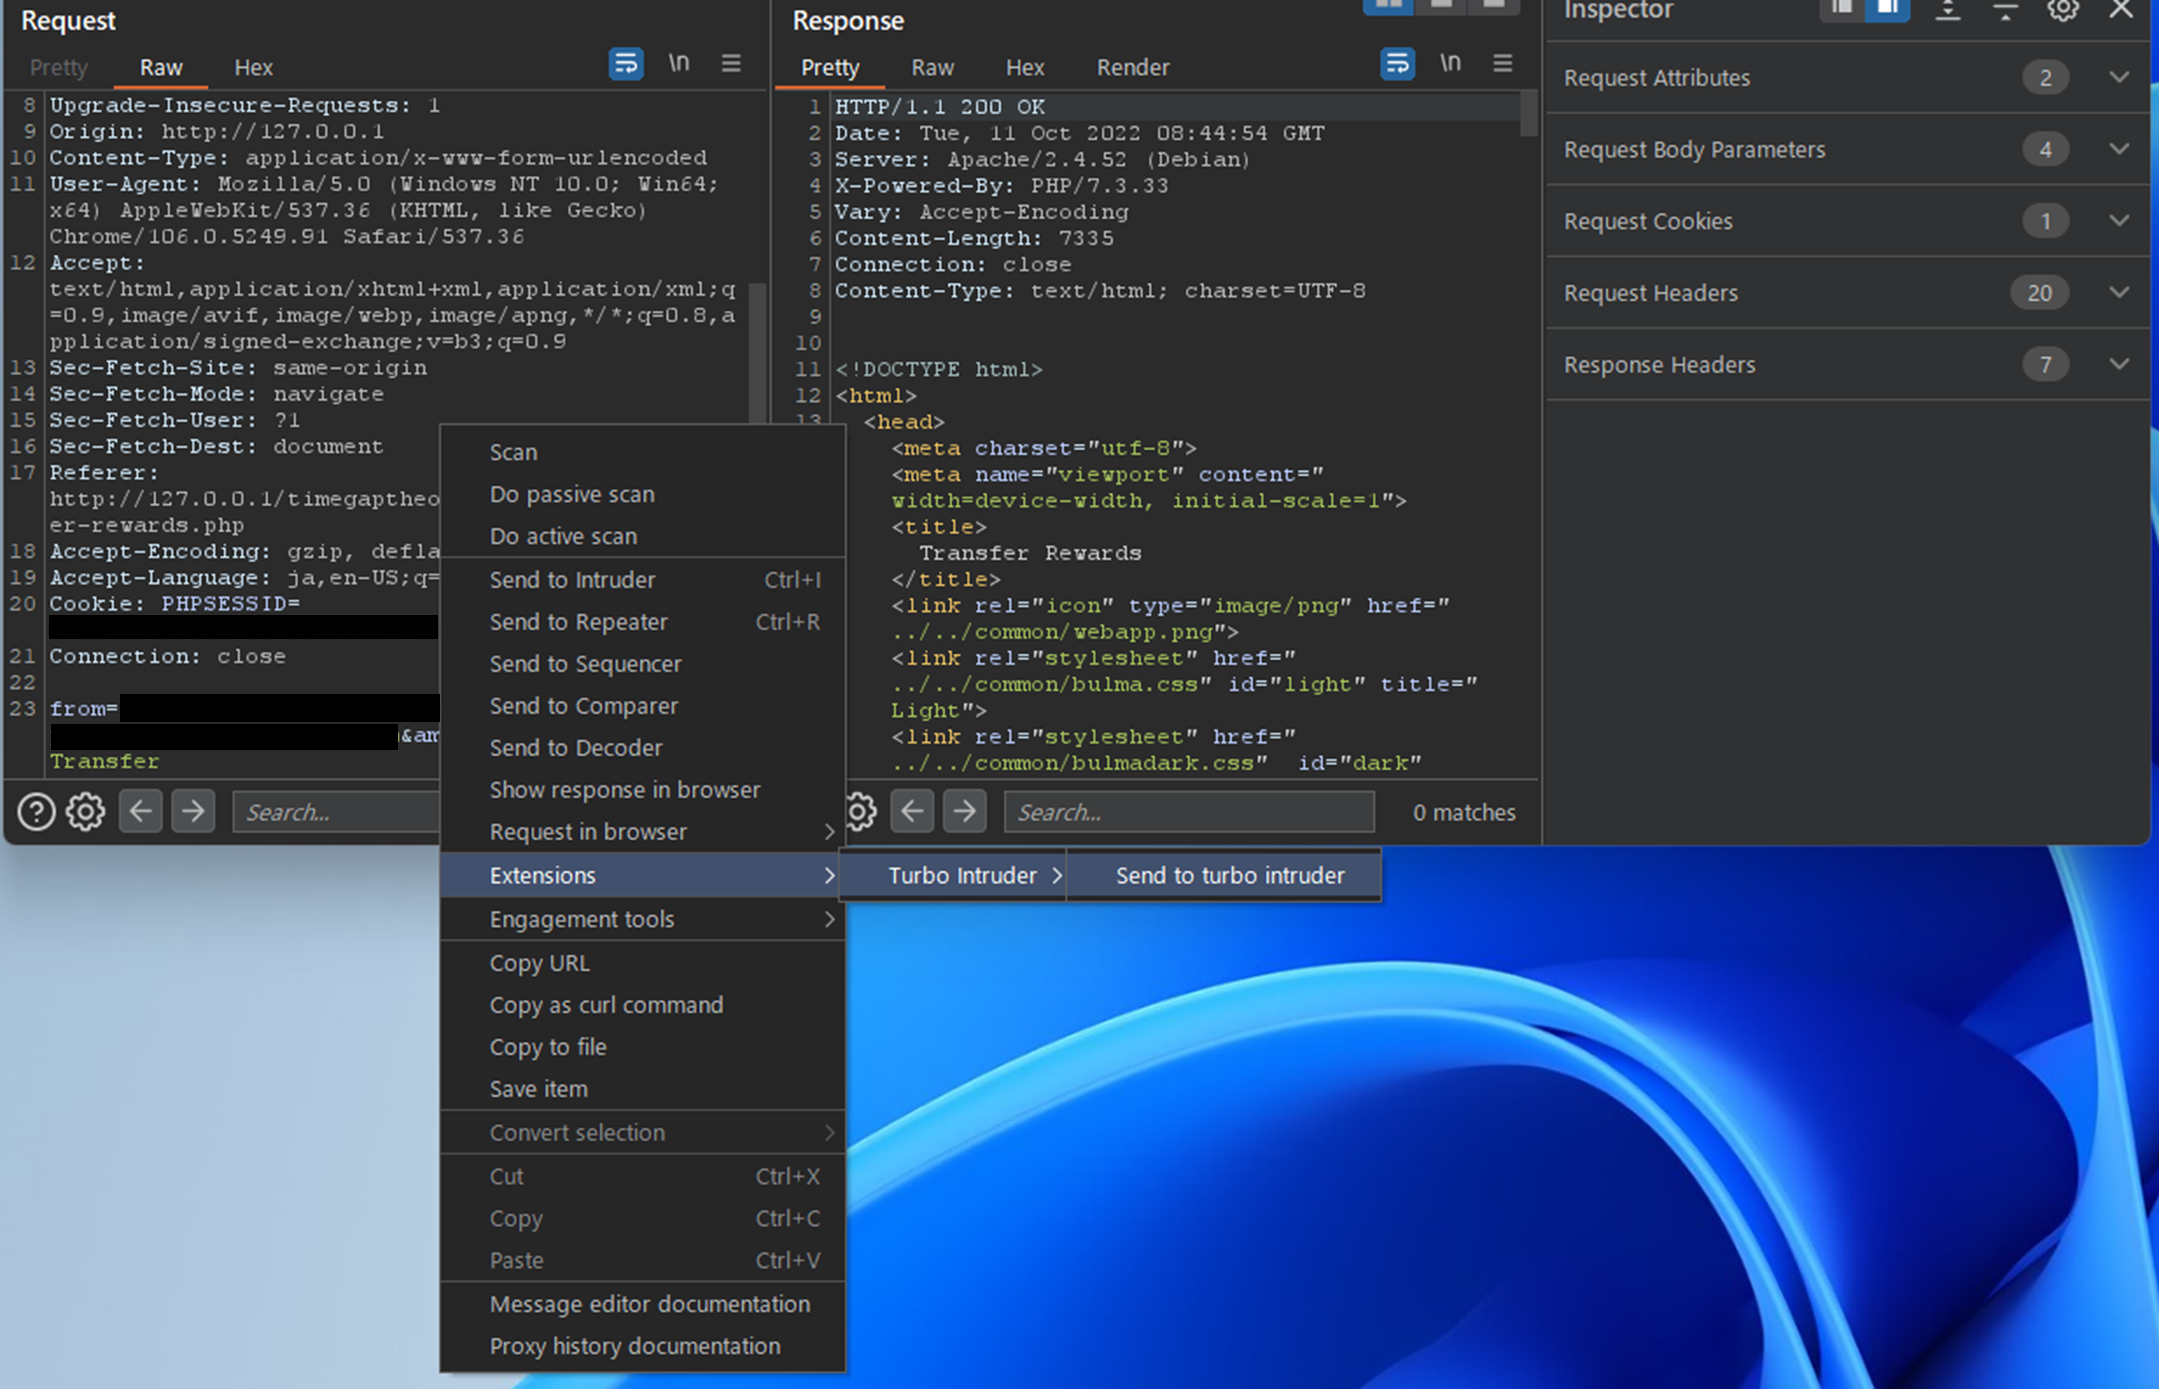 Request
Pretty Raw Hex \n
8 Upgrade-Insecure-Requests: 1
9 Origin: http://127.0.0.1
10 Content-Type: application/x-www-form-urlencoded
11 User-Agent: Mozilla/5.0 (Windows NT 10.0; Win64;
x64) AppleWebKit/537.36 (KHTML, like Gecko)
Chrome/106.0.5249.91 Safari/537.36
12 Accept:
text/html,application/xhtml+xml,application/xml;q
=0.9,image/avif,image/webp,image/apng,*/*;q=0.8,a
pplication/signed-exchange;v=b3;q=0.9
13 Sec-Fetch-Site: same-origin
14 Sec-Fetch-Mode: navigate
15 Sec-Fetch-User: ?1
16 Sec-Fetch-Dest: document
17 Referer:
http://127.0.0.1/timegaptheo
er-rewards.php
18 Accept-Encoding: gzip, defla
19 Accept-Language: ja,en-US;q=
20 Cookie: PHPSESSID=
21 Connection: close
22
23 from=
&am
Transfer
Search...
Scan
Do passive scan
Do active scan
Send to Intruder Ctrl+I
Send to Repeater Ctrl+R
Send to Sequencer
Send to Comparer
Send to Decoder
Show response in browser
Request in browser
Extensions
Turbo Intruder
Send to turbo intruder
Engagement tools
Copy URL
Copy as curl command
Copy to file
Save item
Convert selection
Cut Ctrl+X
Copy Ctrl+C
Paste Ctrl+V
Message editor documentation
Proxy history documentation
Response
Pretty Raw Hex Render \n
1 HTTP/1.1 200 OK
2 Date: Tue, 11 Oct 2022 08:44:54 GMT
3 Server: Apache/2.4.52 (Debian)
4 X-Powered-By: PHP/7.3.33
5 Vary: Accept-Encoding
6 Content-Length: 7335
7 Connection: close
8 Content-Type: text/html; charset=UTF-8
9
10
11 <!DOCTYPE html>
12 <html>
13 <head>
<meta charset="utf-8">
<meta name="viewport" content="
width=device-width, initial-scale=1">
<title>
Transfer Rewards
</title>
<link rel="icon" type="image/png" href="
../../common/webapp.png">
<link rel="stylesheet" href="
../../common/bulma.css" id="light" title="
Light">
<link rel="stylesheet" href="
../../common/bulmadark.css" id="dark"
Search... 0 matches
Inspector
Request Attributes 2
Request Body Parameters 4
Request Cookies 1
Request Headers 20
Response Headers 7